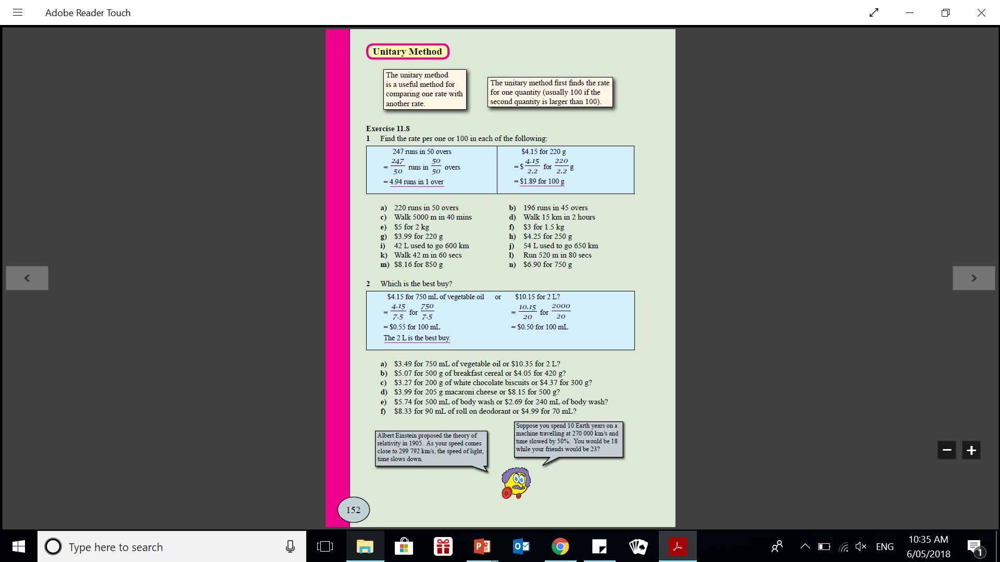 Adobe Reader Touch
Unitary Method
The unitary method
is a useful method for
comparing one rate with
another rate.
The unitary method first finds the rate
for one quantity (usually 100 if the
second quantity is larger than 100).
Exercise 11.8
1 Find the rate per one or 100 in each of the following:
247 runs in 50 overs
= 247/50 runs in 50/50 overs
= 4.94 runs in 1 over
$4.15 for 220 g
= $ 4.15/2.2 for 220/2.2 g
= $1.89 for 100 g
a) 220 runs in 50 overs b) 196 runs in 45 overs
c) Walk 5000 m in 40 mins d) Walk 15 km in 2 hours
e) $5 for 2 kg f) $3 for 1.5 kg
g) $3.99 for 220 g h) $4.25 for 250 g
i) 42 L used to go 600 km j) 54 L used to go 650 km
k) Walk 42 m in 60 secs l) Run 520 m in 80 secs
m) $8.16 for 850 g n) $6.90 for 750 g
2 Which is the best buy?
$4.15 for 750 mL of vegetable oil or $10.15 for 2 L?
= 4.15/7.5 for 750/7.5 = 10.15/20 for 2000/20
= $0.55 for 100 mL = $0.50 for 100 mL
The 2 L is the best buy.
a) $3.49 for 750 mL of vegetable oil or $10.35 for 2 L?
b) $5.07 for 500 g of breakfast cereal or $4.05 for 420 g?
c) $3.27 for 200 g of white chocolate biscuits or $4.37 for 300 g?
d) $3.99 for 205 g macaroni cheese or $8.15 for 500 g?
e) $5.74 for 500 mL of body wash or $2.69 for 240 mL of body wash?
f) $8.33 for 90 mL of roll on deodorant or $4.99 for 70 mL?
Albert Einstein proposed the theory of
relativity in 1905. As your speed comes
close to 299 792 km/s, the speed of light,
time slows down.
Suppose you spend 10 Earth years on a
machine travelling at 270 000 km/s and
time slowed by 50%. You would be 18
while your friends would be 23?
152
Type here to search
ENG
10:35 AM
6/05/2018
1